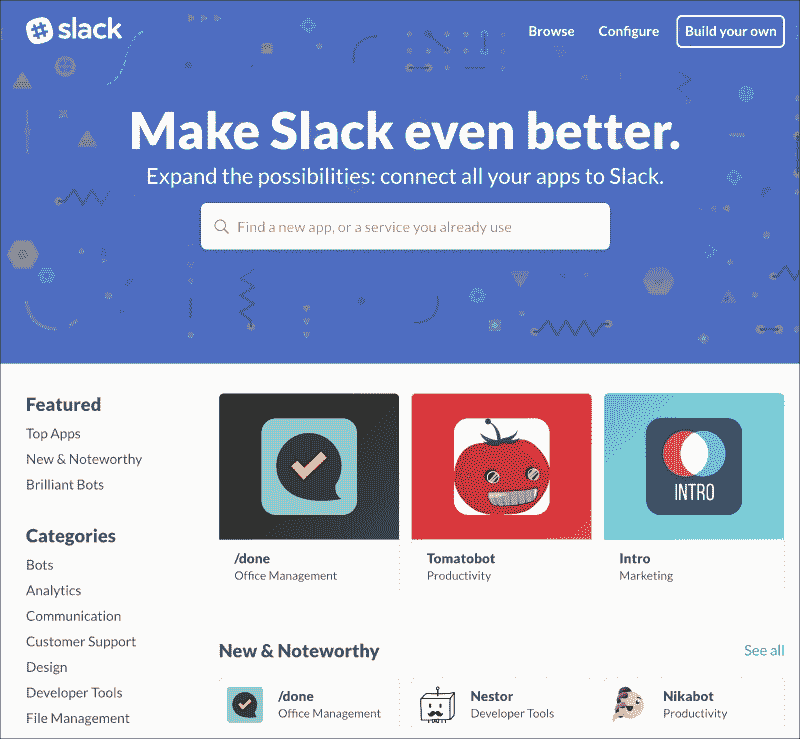 slack
Browse Configure Build your own
Make Slack even better.
Expand the possibilities: connect all your apps to Slack.
Find a new app, or a service you already use
Featured
Top Apps
New & Noteworthy
Brilliant Bots
Categories
Bots
Analytics
Communication
Customer Support
Design
Developer Tools
File Management
INTRO
/done
Office Management
Tomatobot
Productivity
Intro
Marketing
New & Noteworthy
See all
/done
Office Management
Nestor
Developer Tools
Nikabot
Productivity